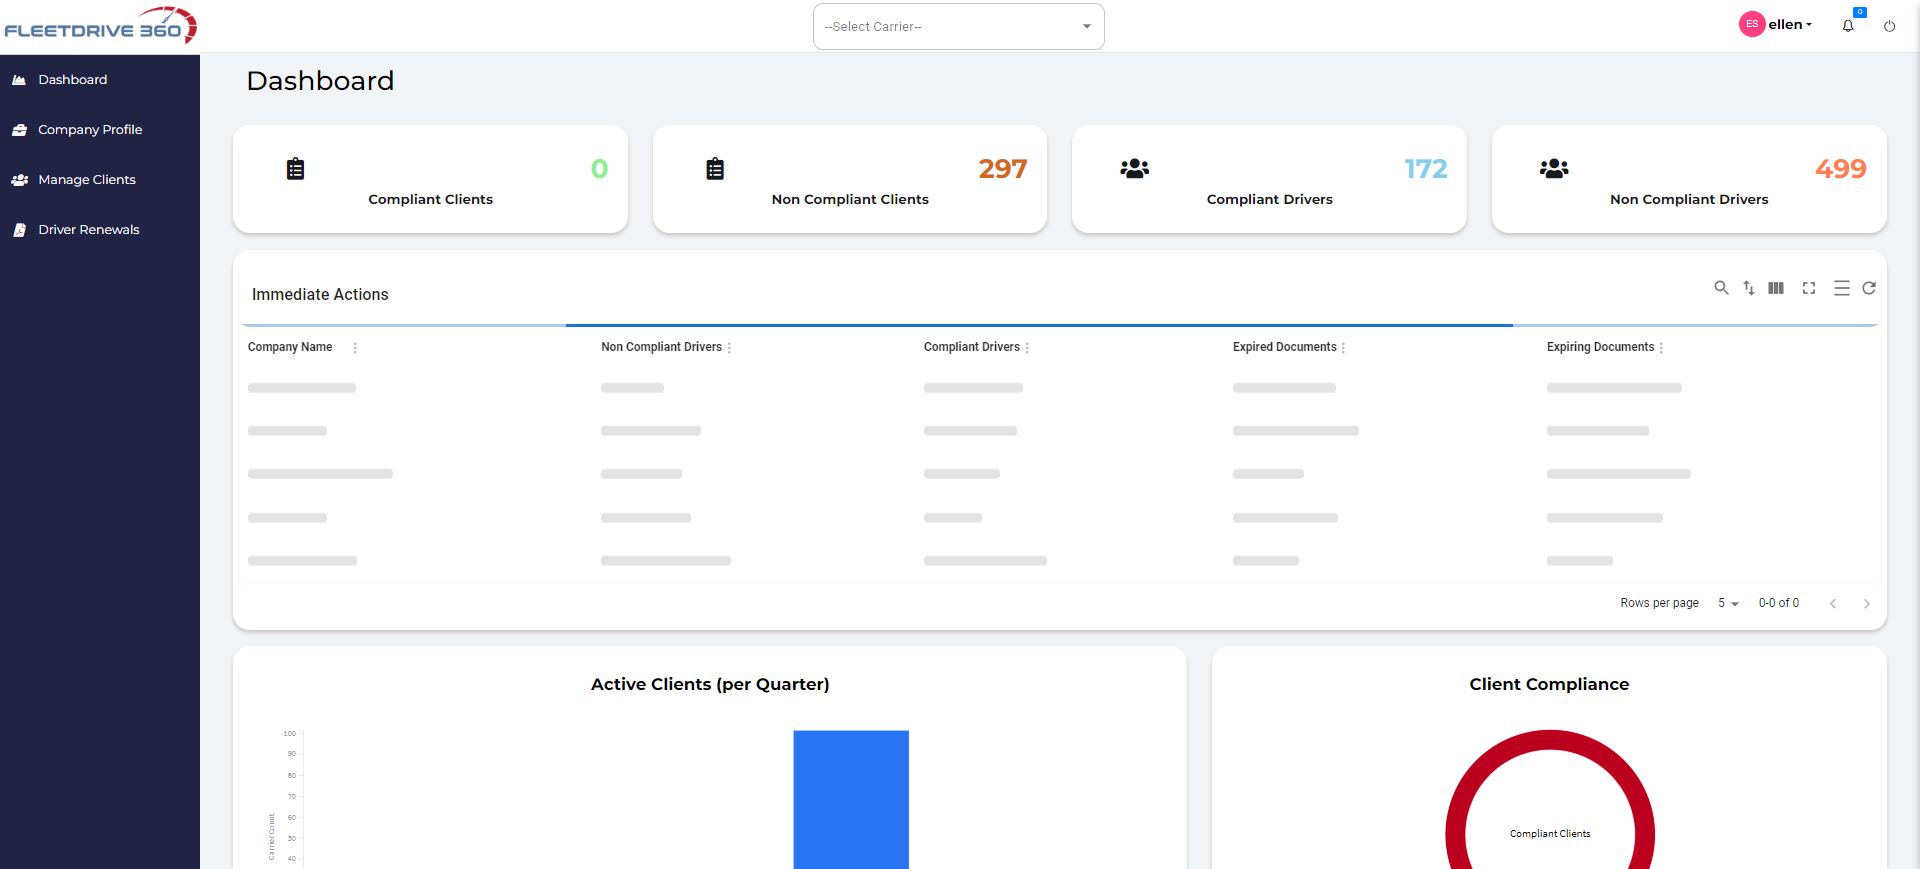 FLEETDRIVE 360
--Select Carrier--
ES ellen
0
Dashboard
Company Profile
Manage Clients
Driver Renewals
Dashboard
0
Compliant Clients
297
Non Compliant Clients
172
Compliant Drivers
499
Non Compliant Drivers
Immediate Actions
Company Name Non Compliant Drivers Compliant Drivers Expired Documents Expiring Documents
Rows per page 5 0-0 of 0
Active Clients (per Quarter)
100
90
80
70
60
50
40
Carrier Count
Client Compliance
Compliant Clients